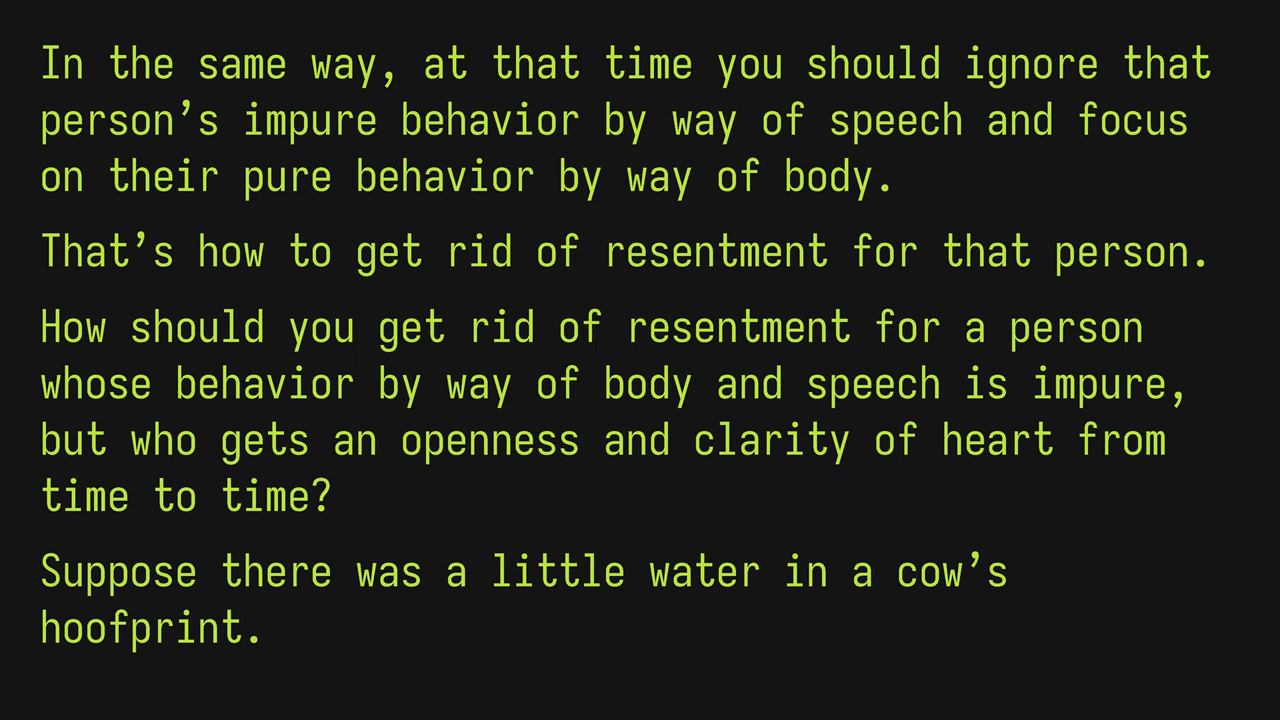 In the same way, at that time you should ignore that
person’s impure behavior by way of speech and focus
on their pure behavior by way of body.
That’s how to get rid of resentment for that person.
How should you get rid of resentment for a person
whose behavior by way of body and speech is impure,
but who gets an openness and clarity of heart from
time to time?
Suppose there was a little water in a cow’s
hoofprint.